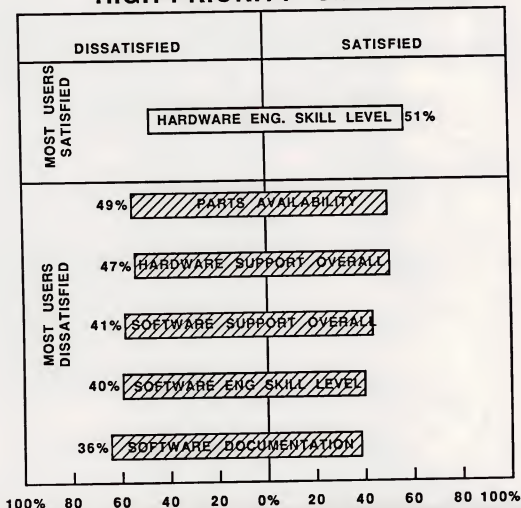 DISSATISFIED SATISFIED
MOST USERS
SATISFIED
HARDWARE ENG. SKILL LEVEL 51%
MOST USERS
DISSATISFIED
49% PARTS AVAILABILITY
47% HARDWARE SUPPORT OVERALL
41% SOFTWARE SUPPORT OVERALL
40% SOFTWARE ENG SKILL LEVEL
36% SOFTWARE DOCUMENTATION
100% 80 60 40 20 0% 20 40 60 80 100%